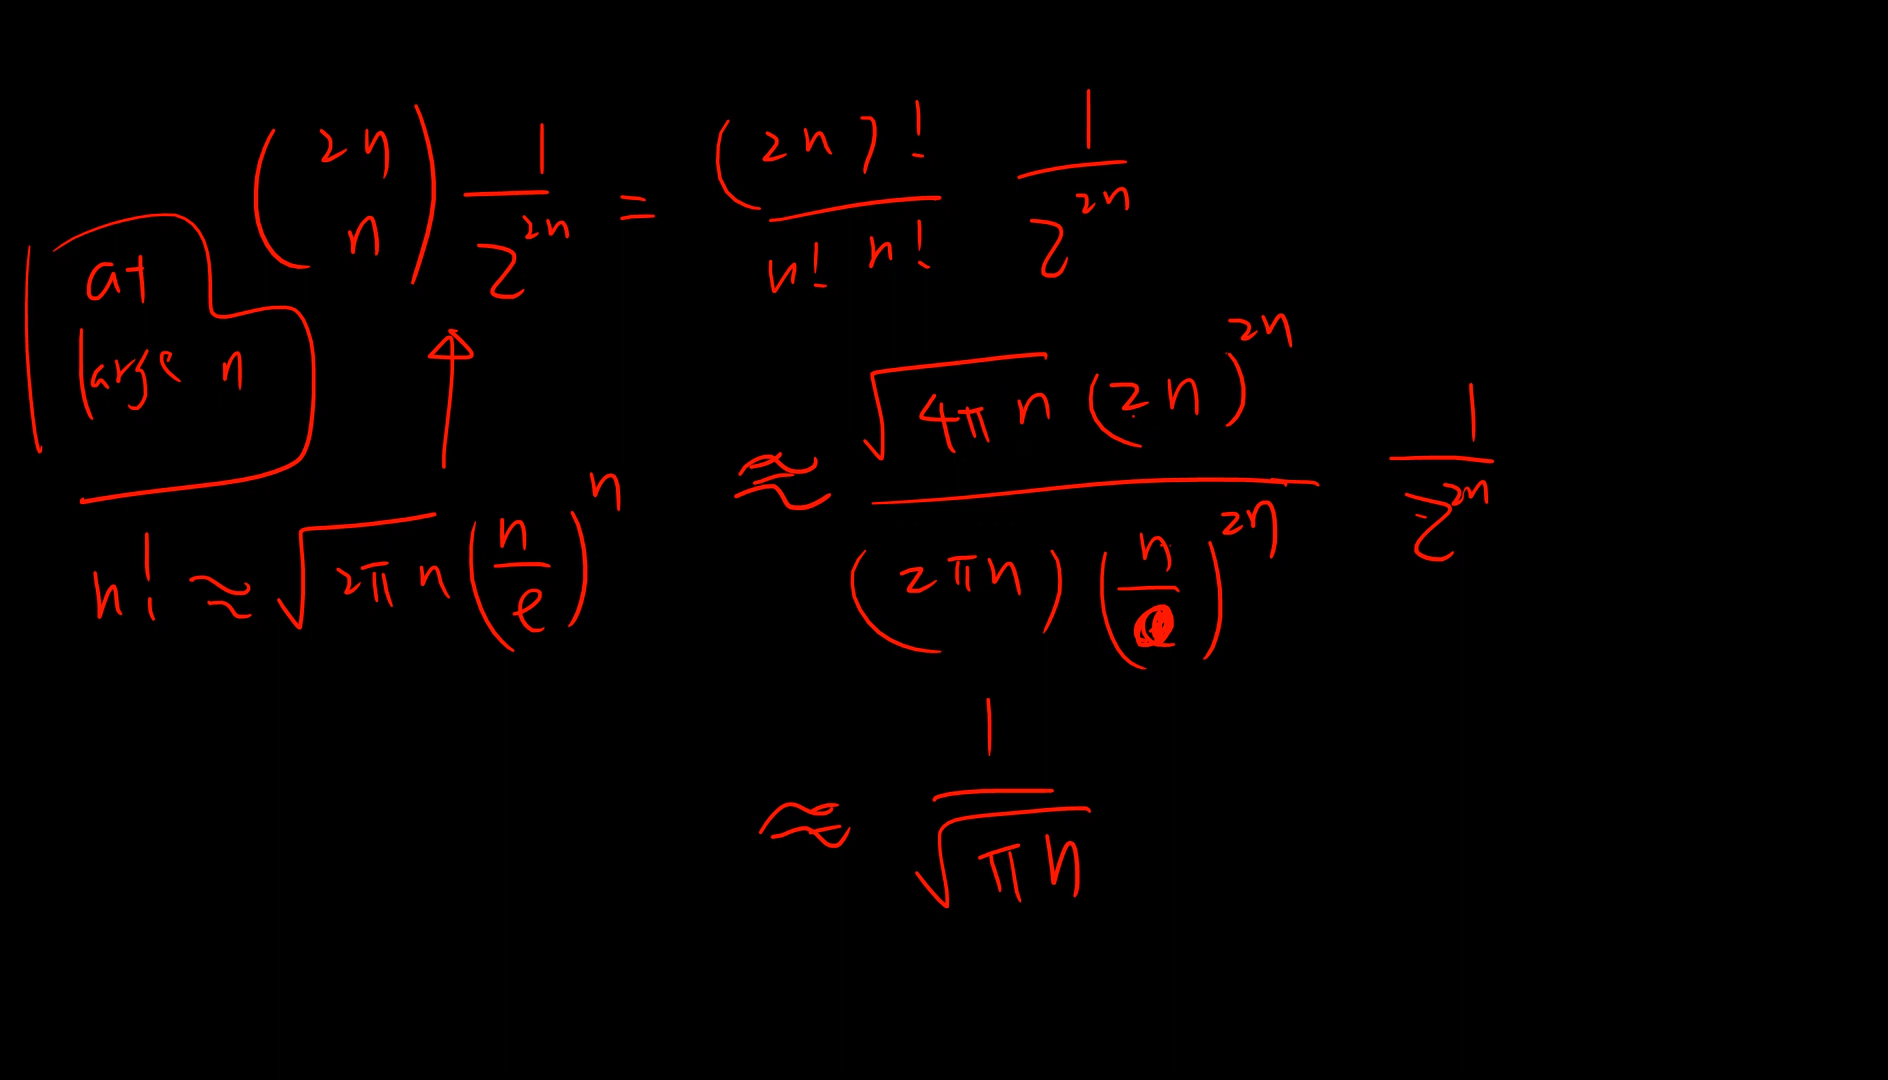 (2n n) 1/2^{2n} = (2n)!/(n! n!) 1/2^{2n}
at
large n
≈ √(4πn) (2n)^{2n} / ((2πn) (n/)^{2n}) 1/2^{2n}
n! ≈ √(2πn) (n/e)^n
≈ 1/√(πn)